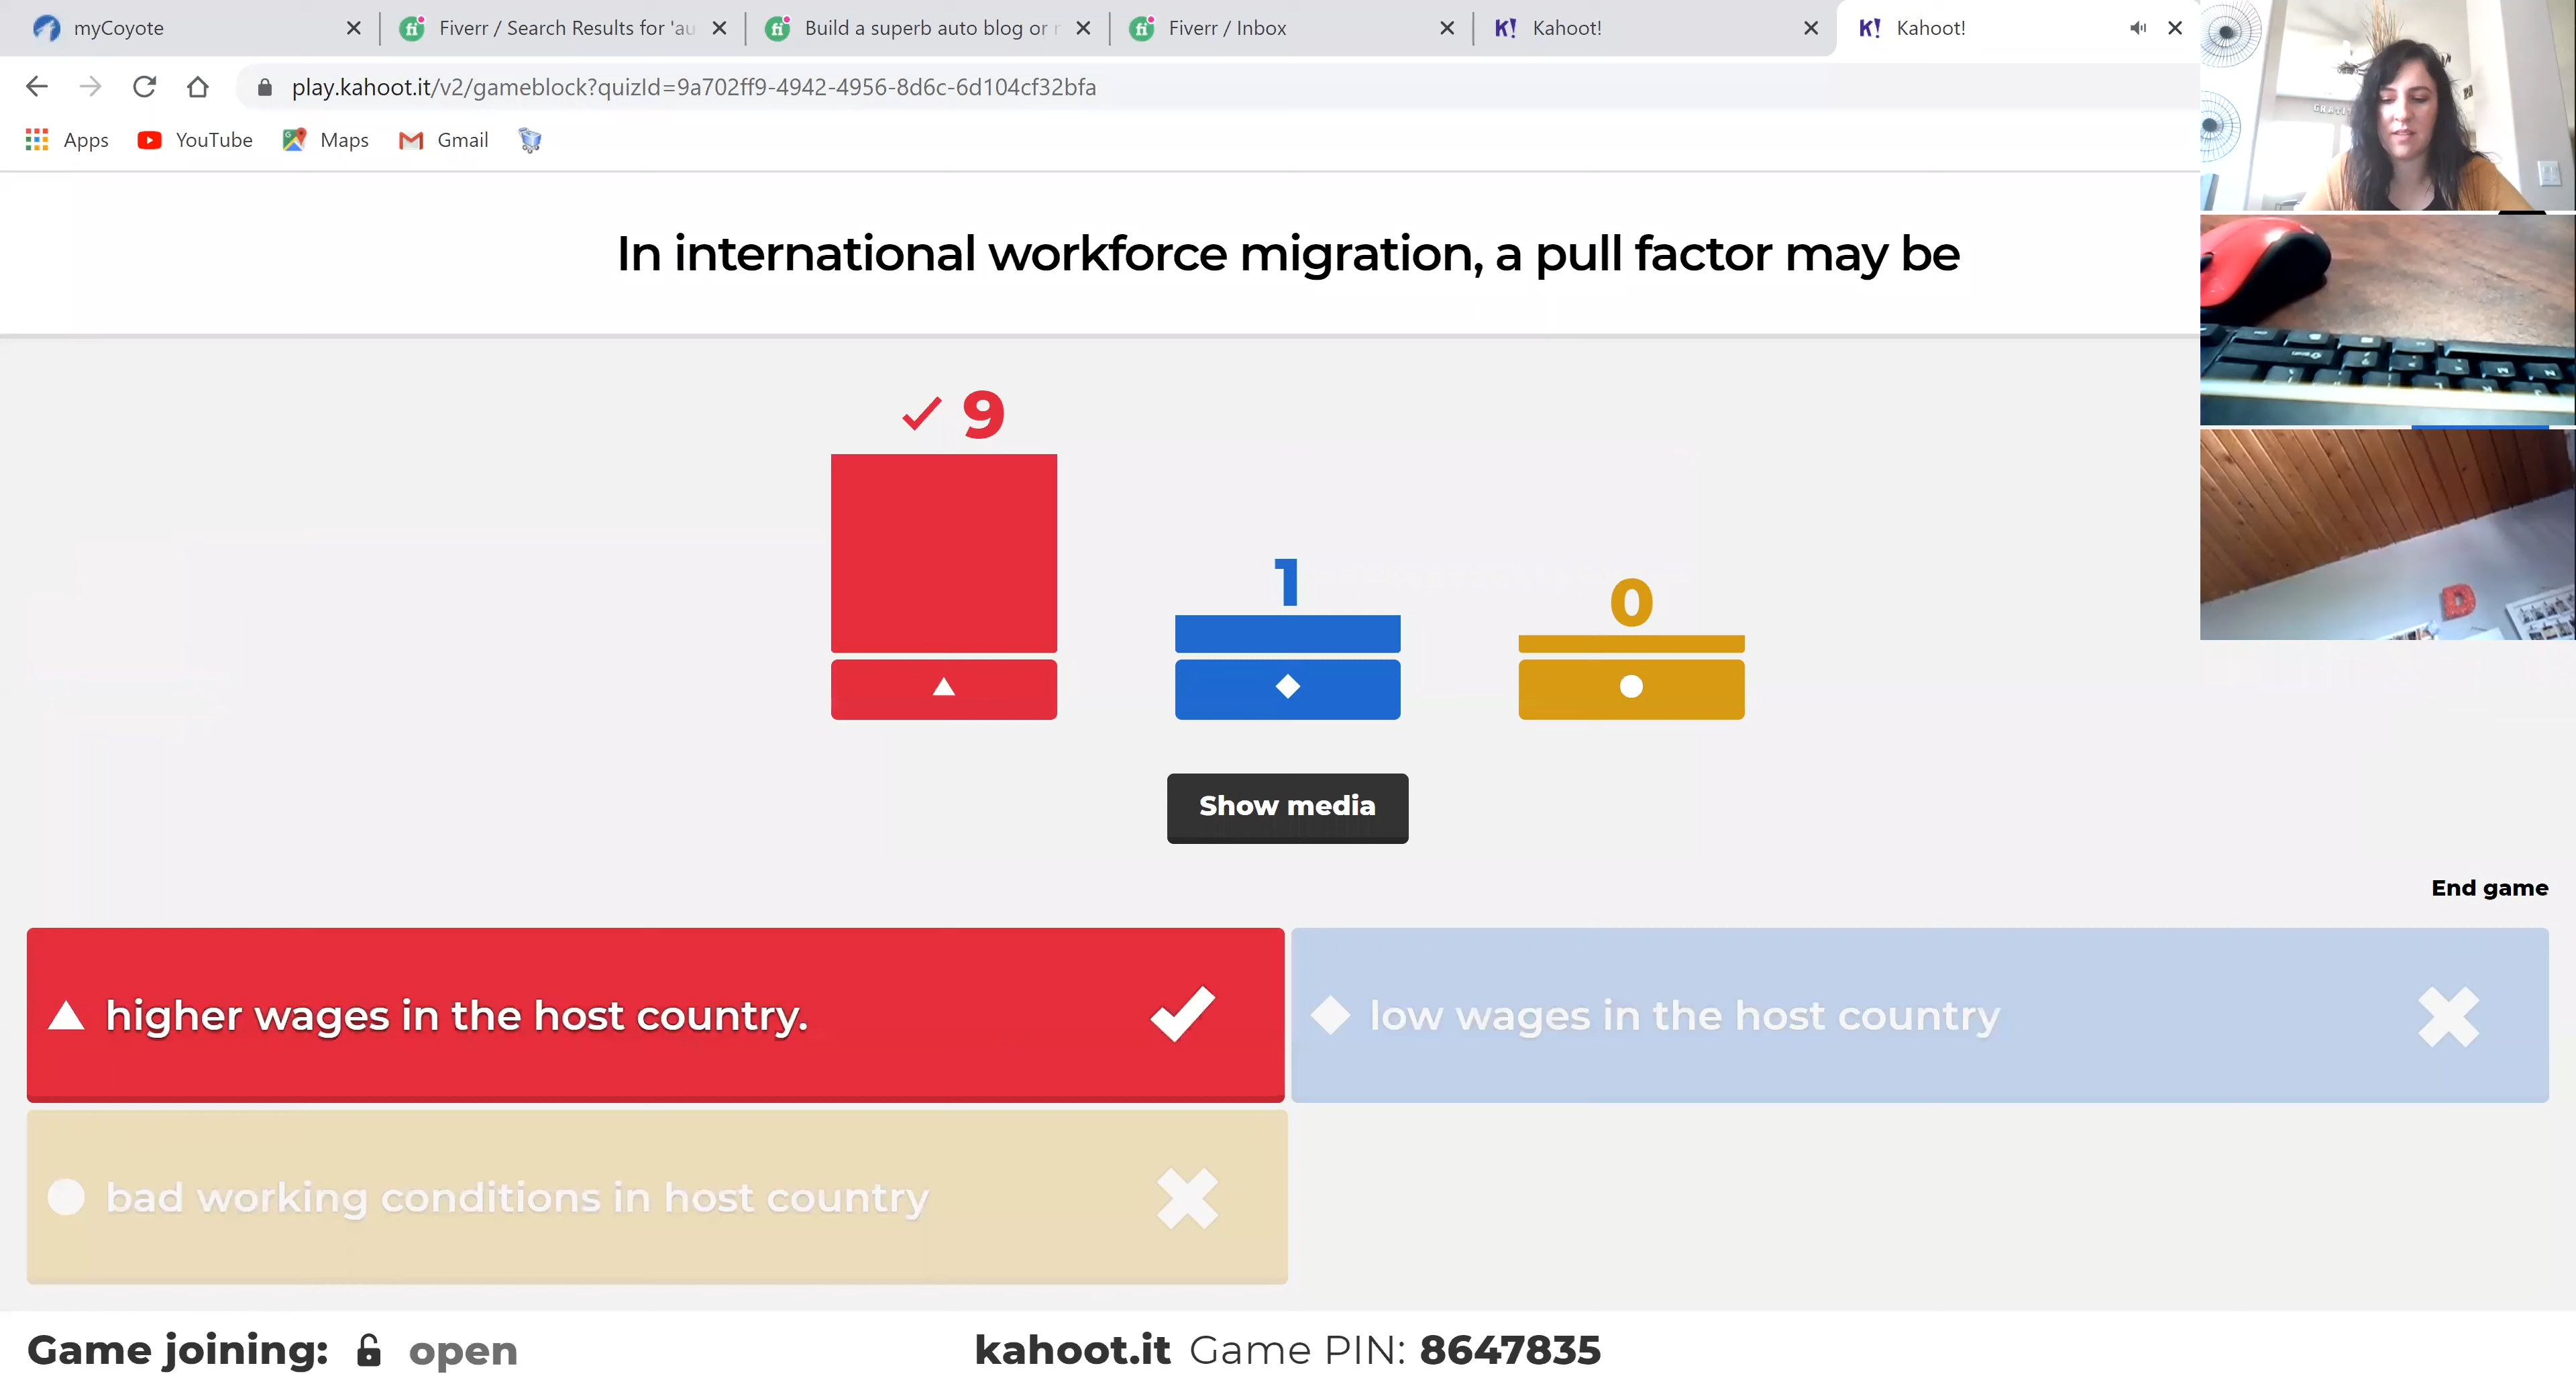 myCoyote
Fiverr / Search Results for 'au
Build a superb auto blog or
Fiverr / Inbox
K! Kahoot!
K! Kahoot!
play.kahoot.it/v2/gameblock?quizId=9a702ff9-4942-4956-8d6c-6d104cf32bfa
Apps YouTube Maps Gmail
In international workforce migration, a pull factor may be
9
1
0
Show media
End game
higher wages in the host country.
low wages in the host country
bad working conditions in host country
Game joining: open
kahoot.it Game PIN: 8647835
D